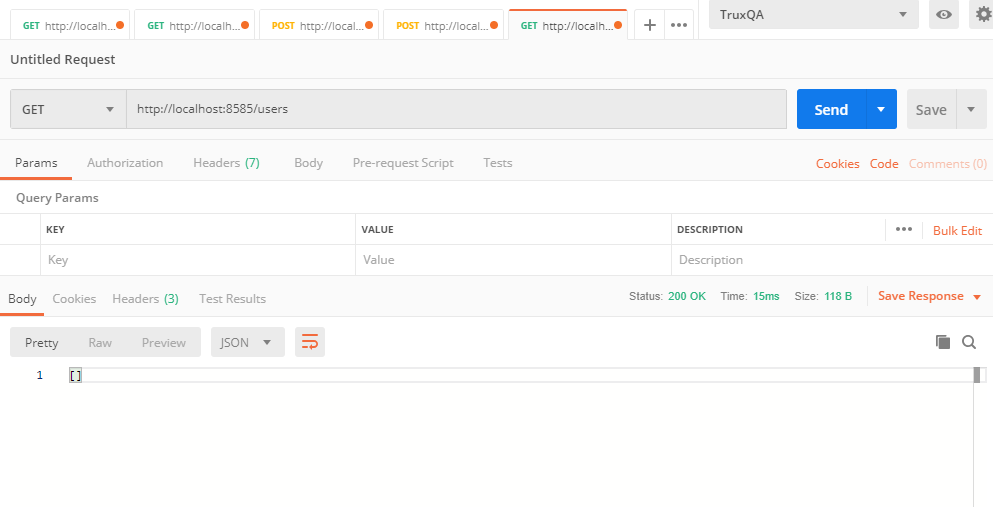 GET http://localh... GET http://localh... POST http://local... POST http://local... GET http://localh... + ••• TruxQA
Untitled Request
GET http://localhost:8585/users Send Save
Params Authorization Headers (7) Body Pre-request Script Tests Cookies Code Comments (0)
Query Params
KEY VALUE DESCRIPTION ••• Bulk Edit
Key Value Description
Body Cookies Headers (3) Test Results Status: 200 OK Time: 15ms Size: 118 B Save Response
Pretty Raw Preview JSON
1 []